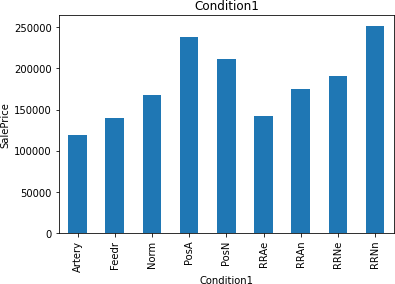 Condition1
SalePrice
250000
200000
150000
100000
50000
0
Artery Feedr Norm PosA PosN RRAe RRAn RRNe RRNn
Condition1